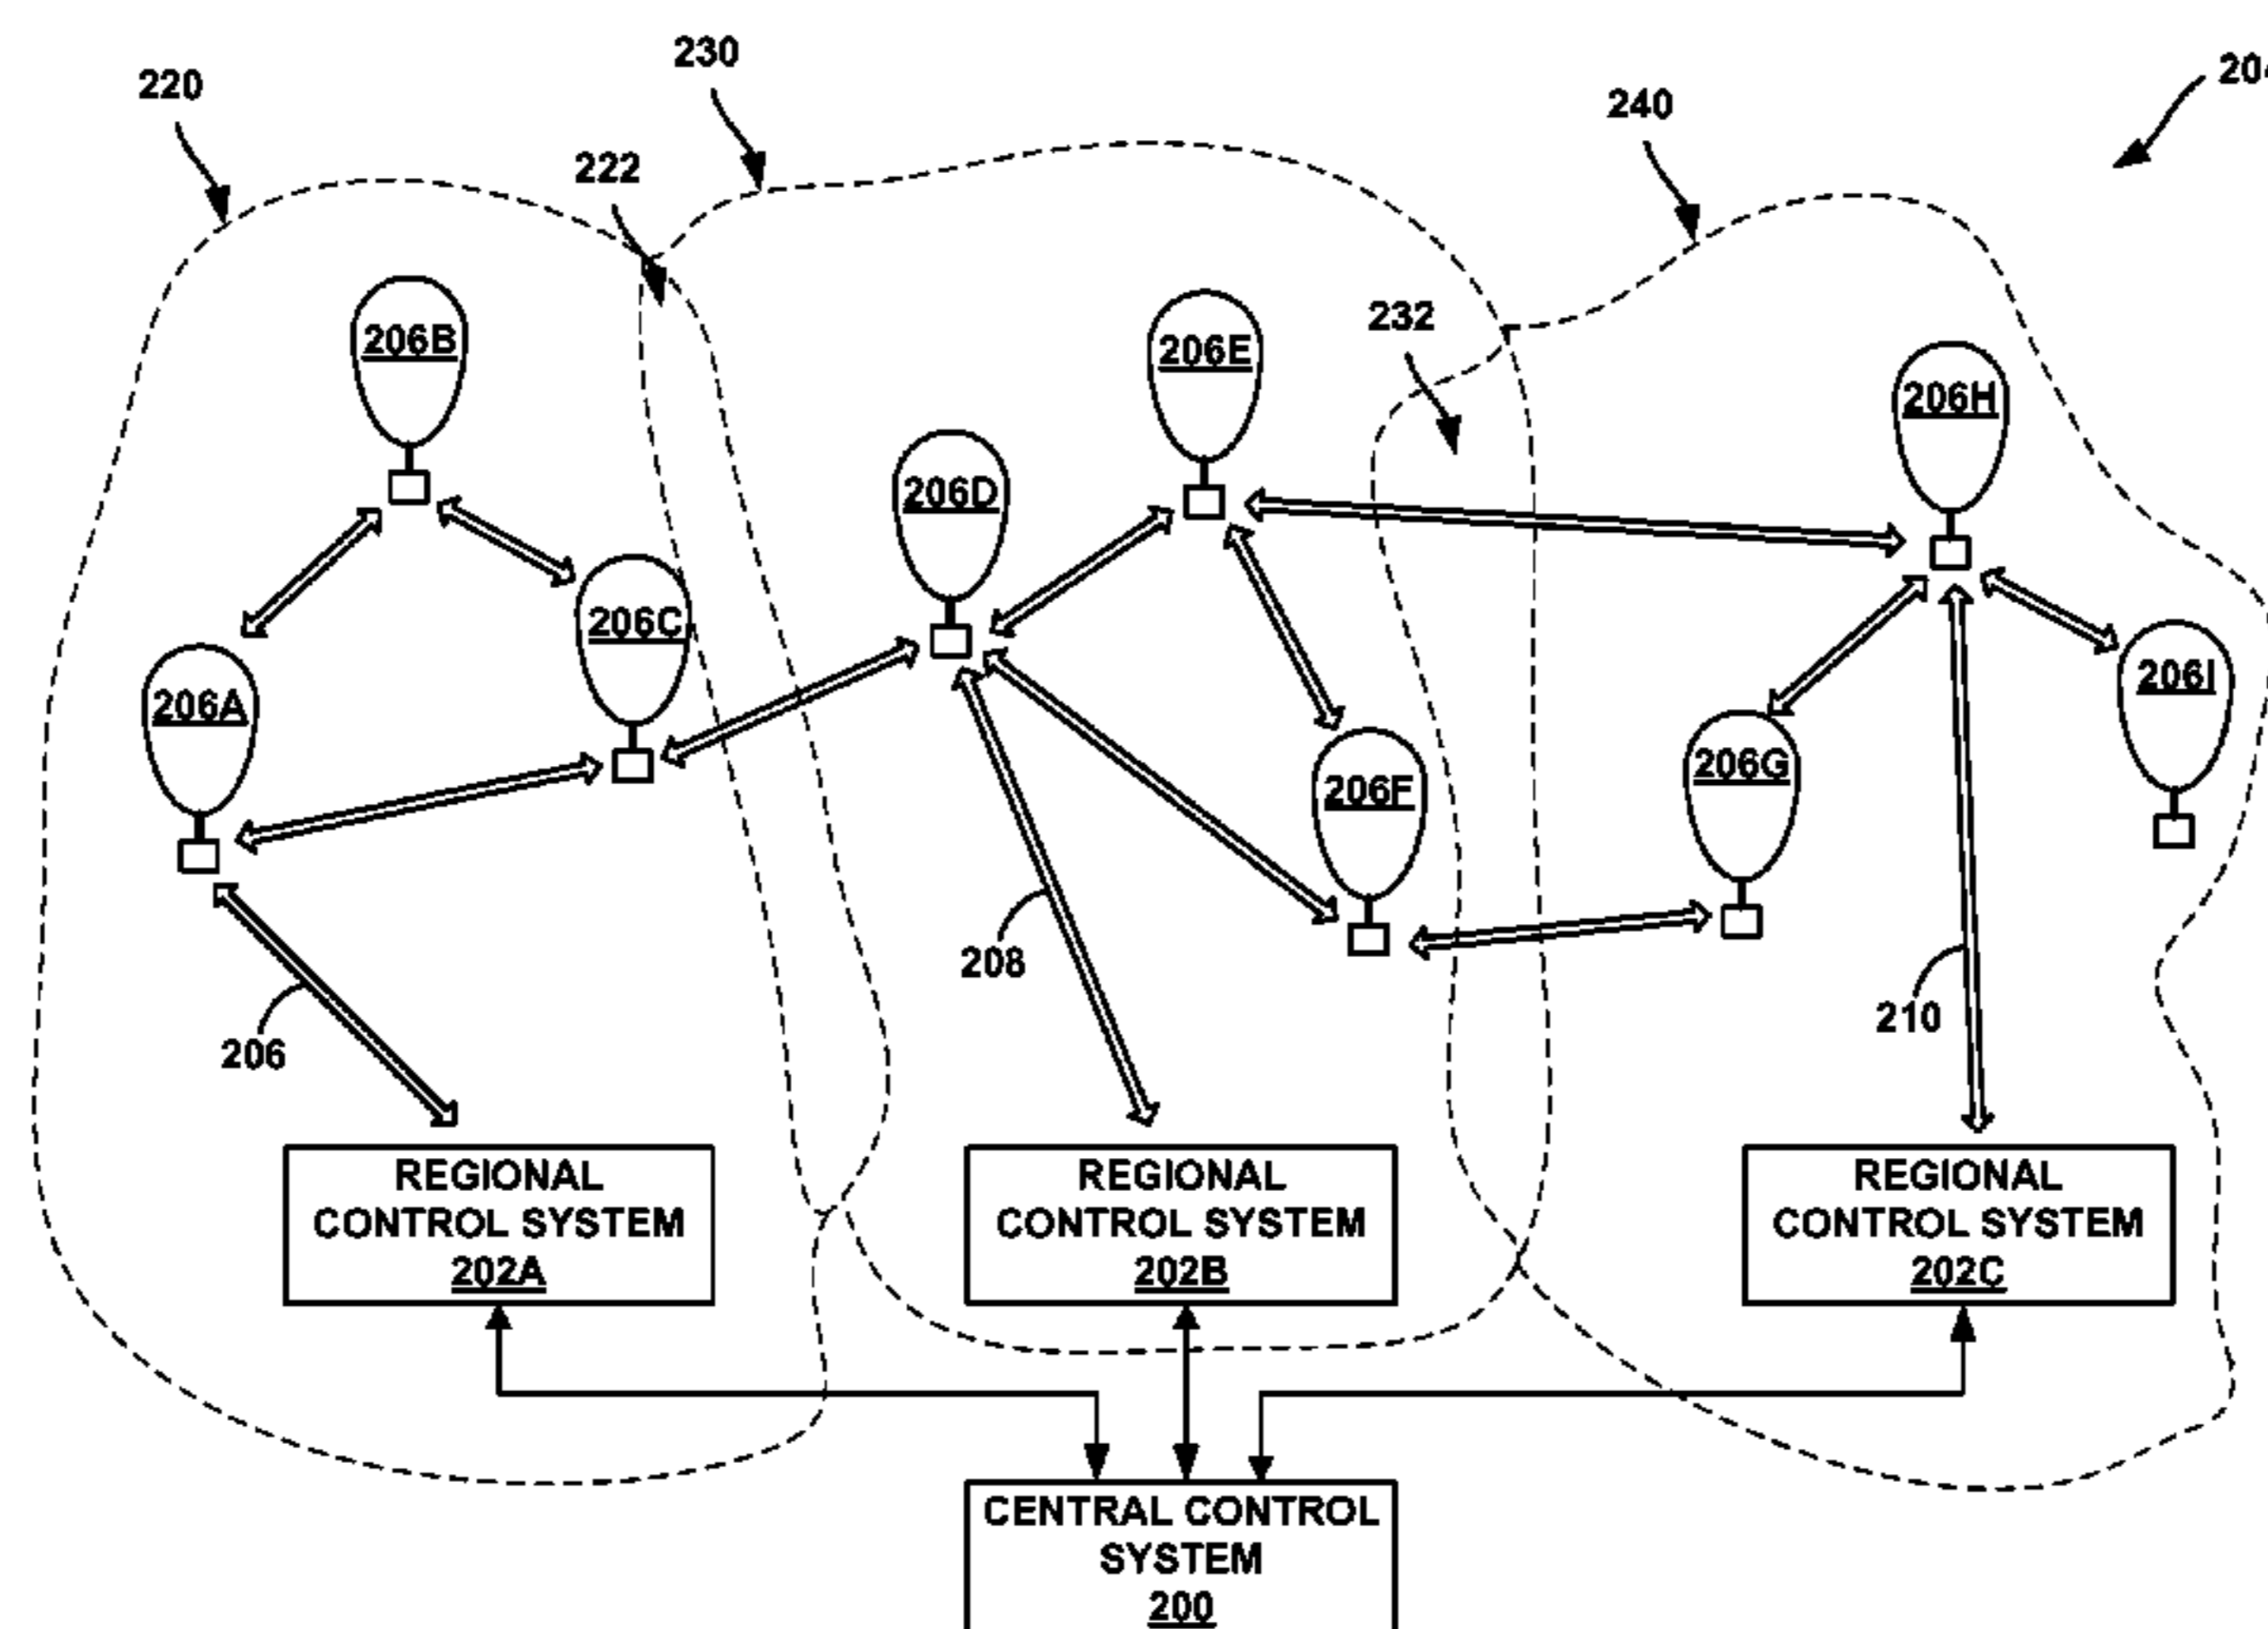 230
204
220
240
222
232
206B
206E
206H
206D
206C
206I
206A
206G
206F
208
210
206
REGIONAL
CONTROL SYSTEM
202A
REGIONAL
CONTROL SYSTEM
202B
REGIONAL
CONTROL SYSTEM
202C
CENTRAL CONTROL
SYSTEM
200